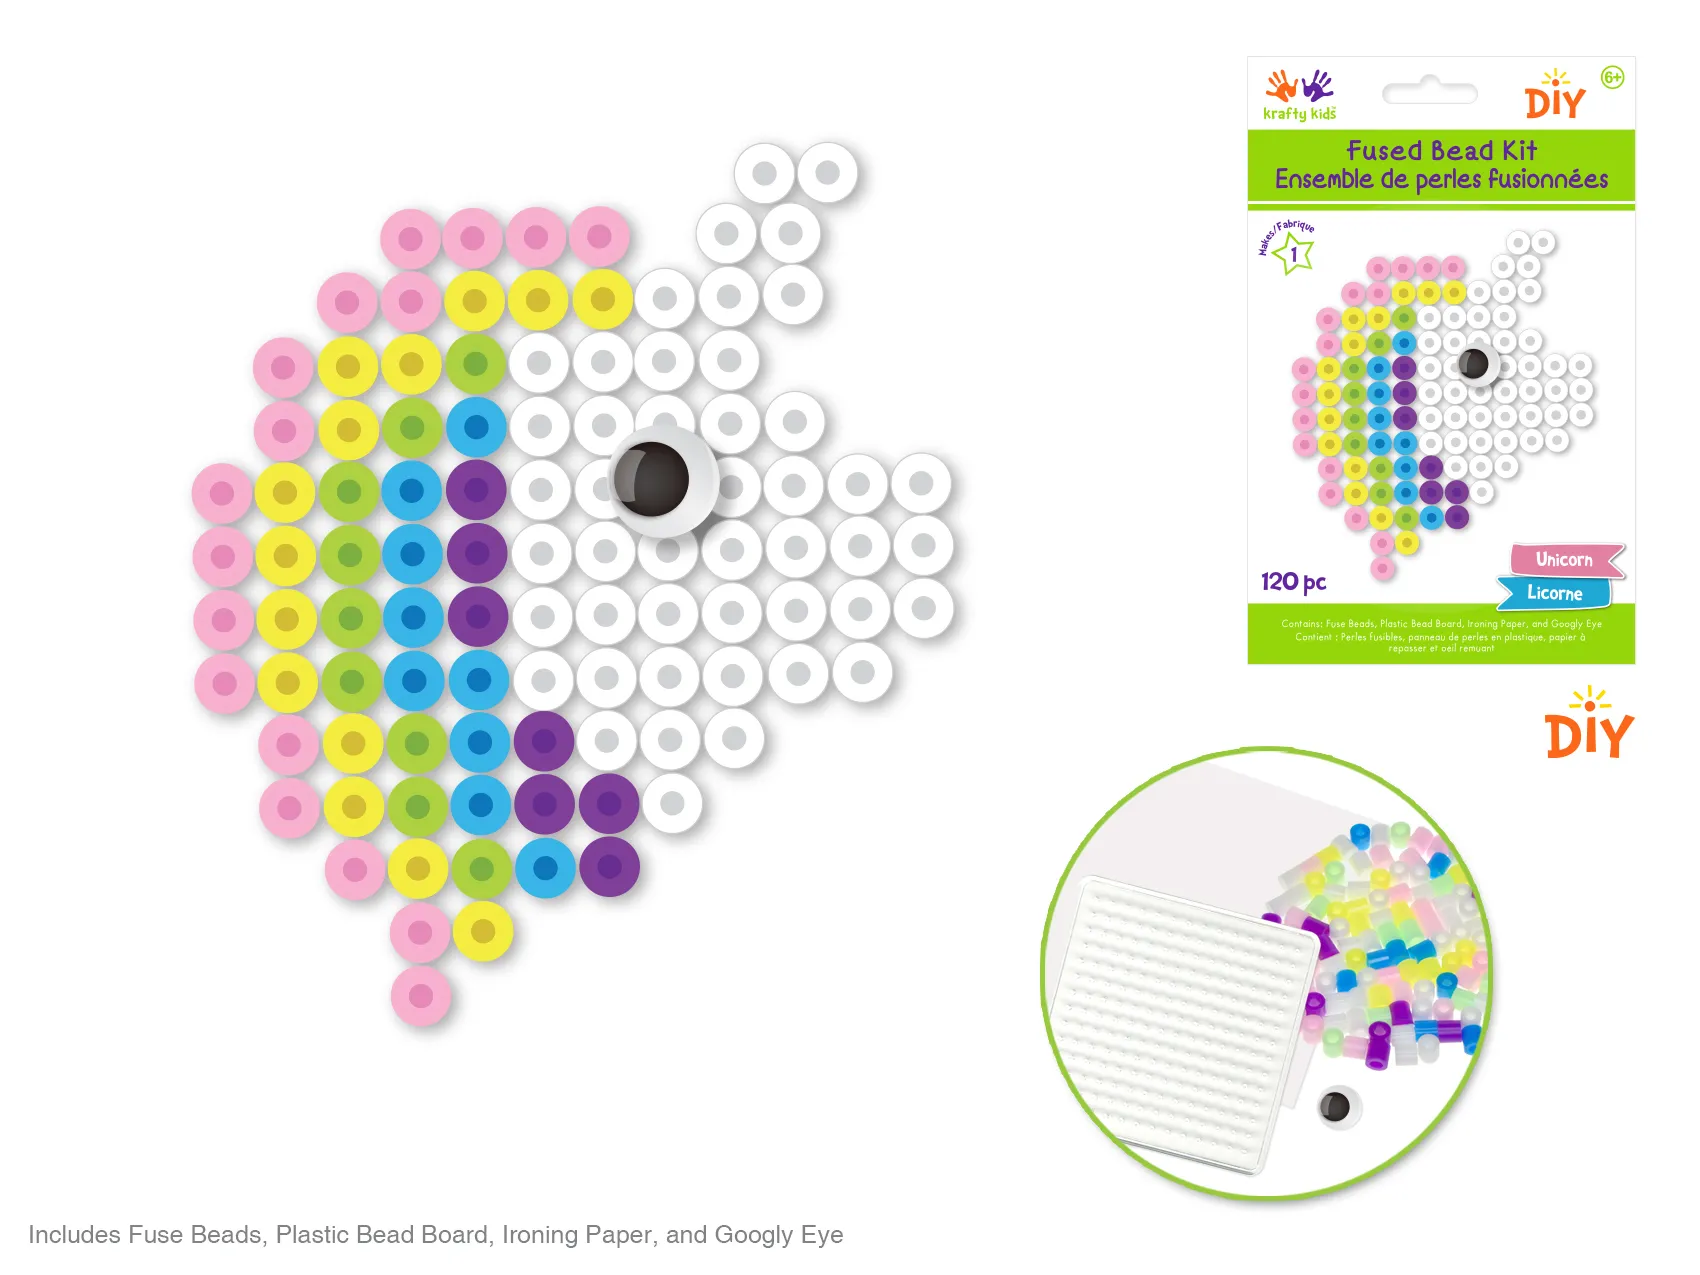 krafty kids™
DIY
6+
Fused Bead Kit
Ensemble de perles fusionnées
Makes/Fabrique
1
120 pc
Unicorn
Licorne
Contains: Fuse Beads, Plastic Bead Board, Ironing Paper, and Googly Eye
Contient : Perles Fusibles, panneau de perles en plastique, papier à
repasser et oeil remuant
DIY
Includes Fuse Beads, Plastic Bead Board, Ironing Paper, and Googly Eye